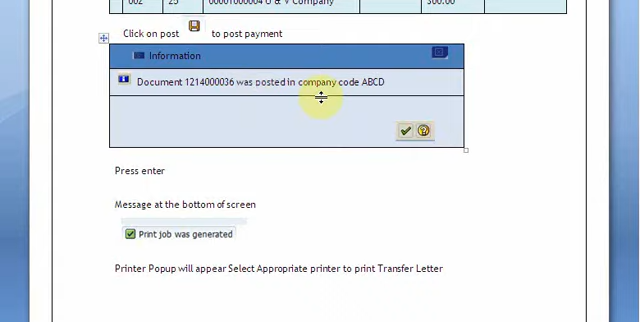 002 25 00001000004 U & V Company 300.00
Click on post to post payment
Information
Document 1214000036 was posted in company code ABCD
Press enter
Message at the bottom of screen
Print job was generated
Printer Popup will appear Select Appropriate printer to print Transfer Letter